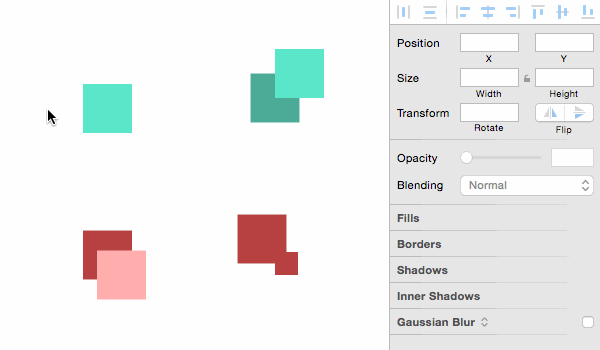 Position
X Y
Size
Width Height
Transform
Rotate Flip
Opacity
Blending Normal
Fills
Borders
Shadows
Inner Shadows
Gaussian Blur